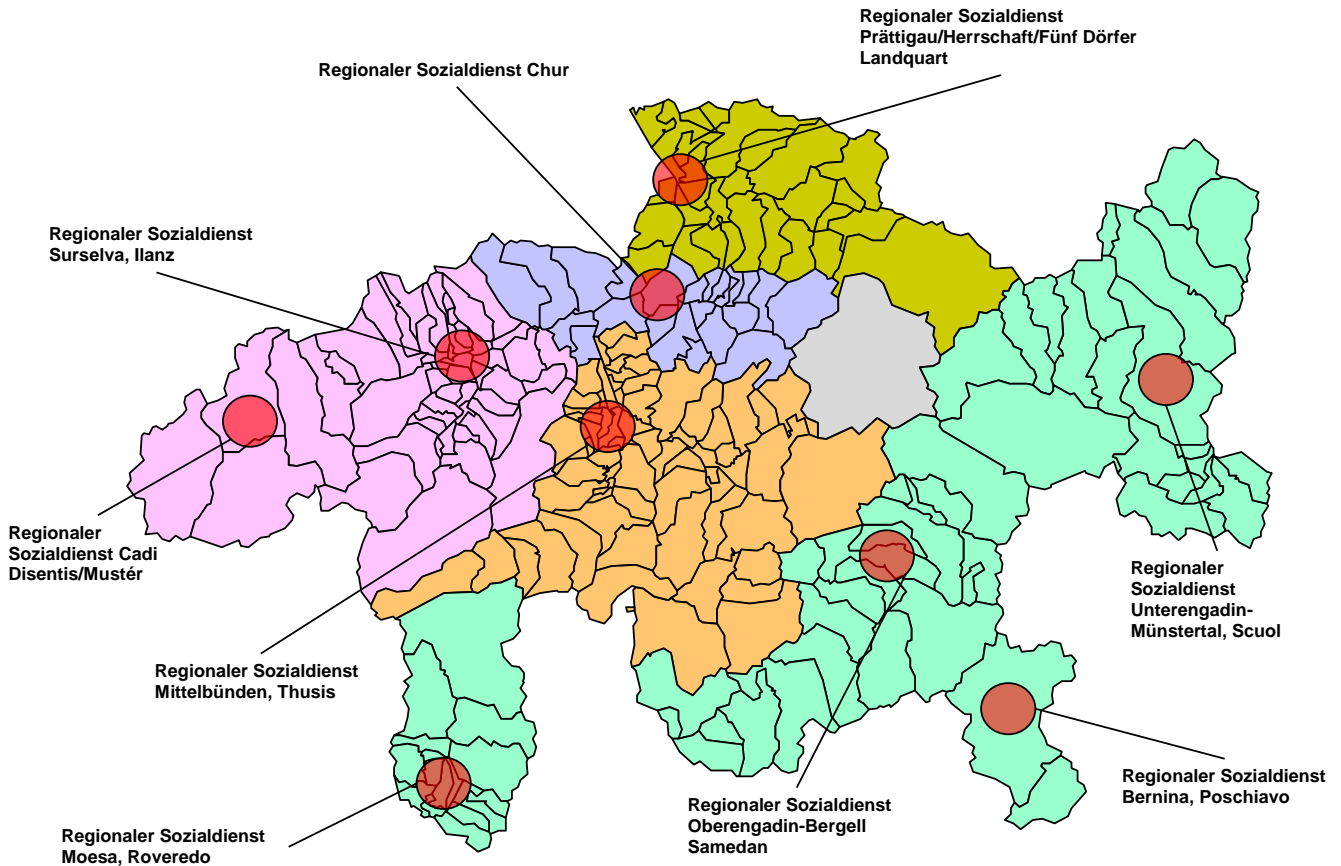 Regionaler Sozialdienst
Prättigau/Herrschaft/Fünf Dörfer
Landquart
Regionaler Sozialdienst Chur
Regionaler Sozialdienst
Surselva, Ilanz
Regionaler
Sozialdienst Cadi
Disentis/Mustér
Regionaler
Sozialdienst
Unterengadin-
Münstertal, Scuol
Regionaler Sozialdienst
Mittelbünden, Thusis
Regionaler Sozialdienst
Bernina, Poschiavo
Regionaler Sozialdienst
Oberengadin-Bergell
Samedan
Regionaler Sozialdienst
Moesa, Roveredo